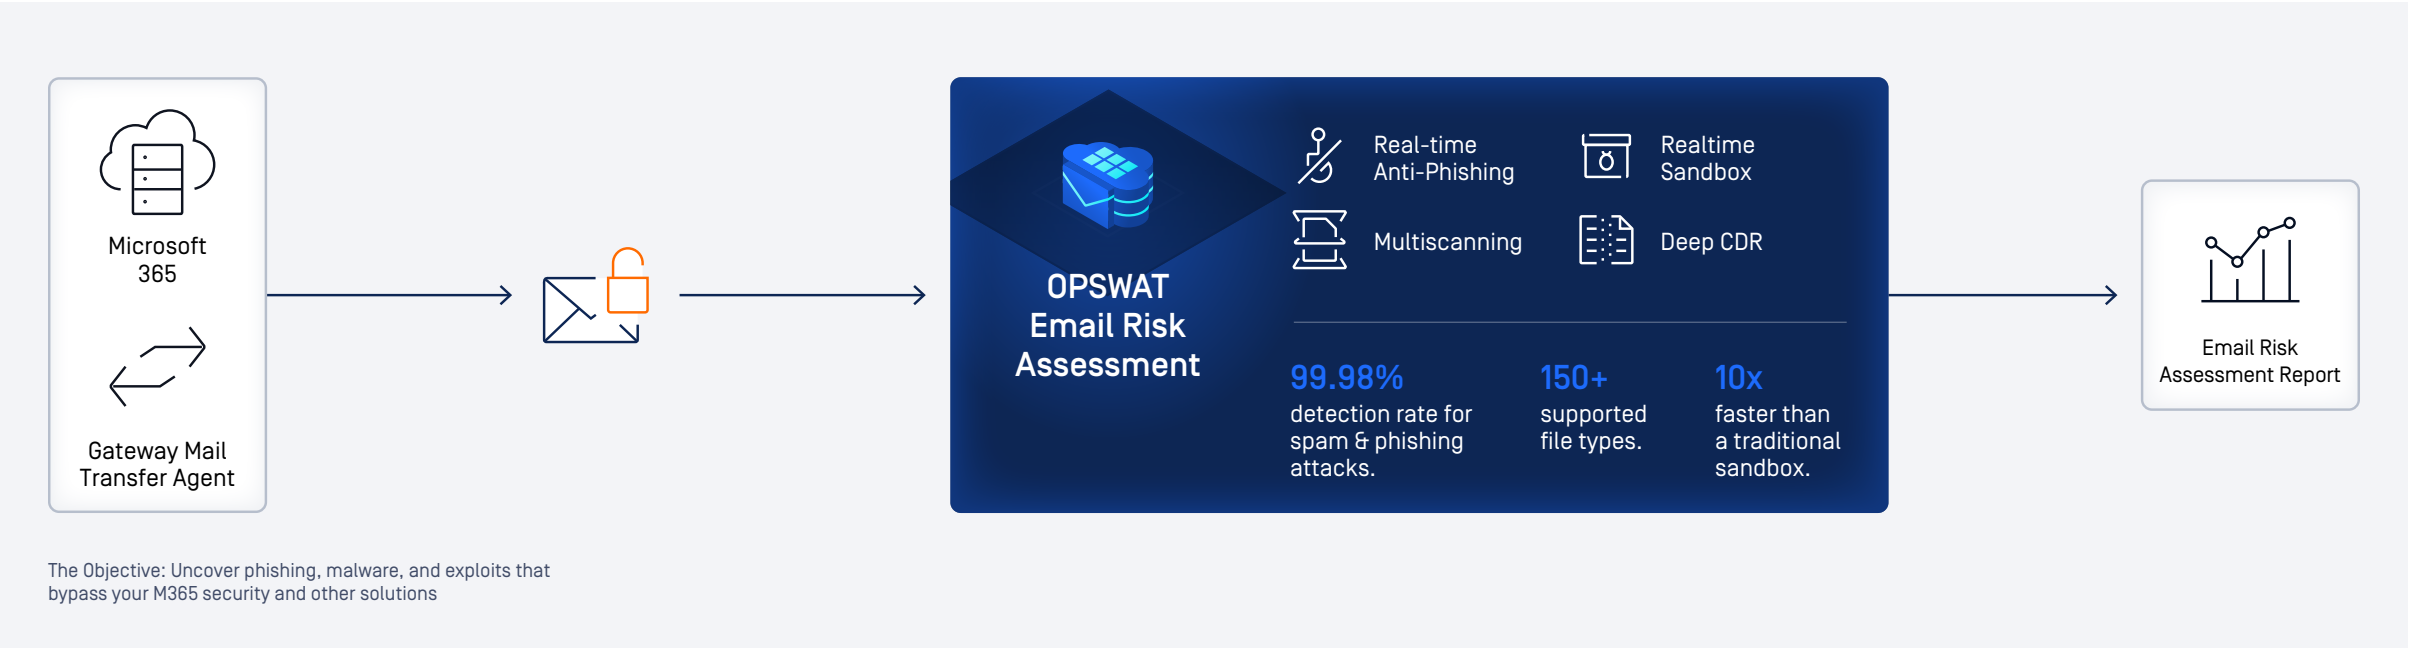 Microsoft
365
Gateway Mail
Transfer Agent
OPSWAT
Email Risk
Assessment
Real-time
Anti-Phishing
Realtime
Sandbox
Multiscanning
Deep CDR
99.98%
detection rate for
spam & phishing
attacks.
150+
supported
file types.
10x
faster than
a traditional
sandbox.
Email Risk
Assessment Report
The Objective: Uncover phishing, malware, and exploits that
bypass your M365 security and other solutions